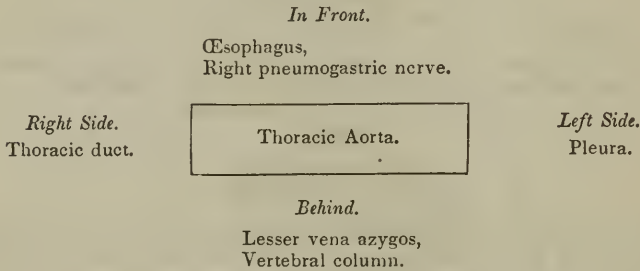 In Front.
Œsophagus,
Right pneumogastric nerve.
Right Side.
Thoracic duct.
Thoracic Aorta.
Left Side.
Pleura.
Behind.
Lesser vena azygos,
Vertebral column.